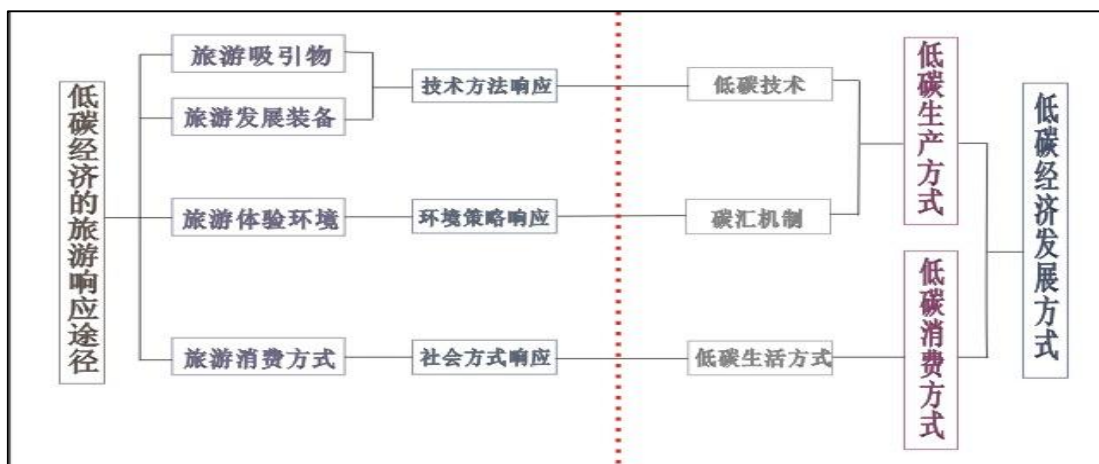 低碳经济的旅游响应途径
旅游吸引物
旅游发展装备
旅游体验环境
旅游消费方式
技术方法响应
环境策略响应
社会方式响应
低碳技术
碳汇机制
低碳生活方式
低碳生产方式
低碳消费方式
低碳经济发展方式